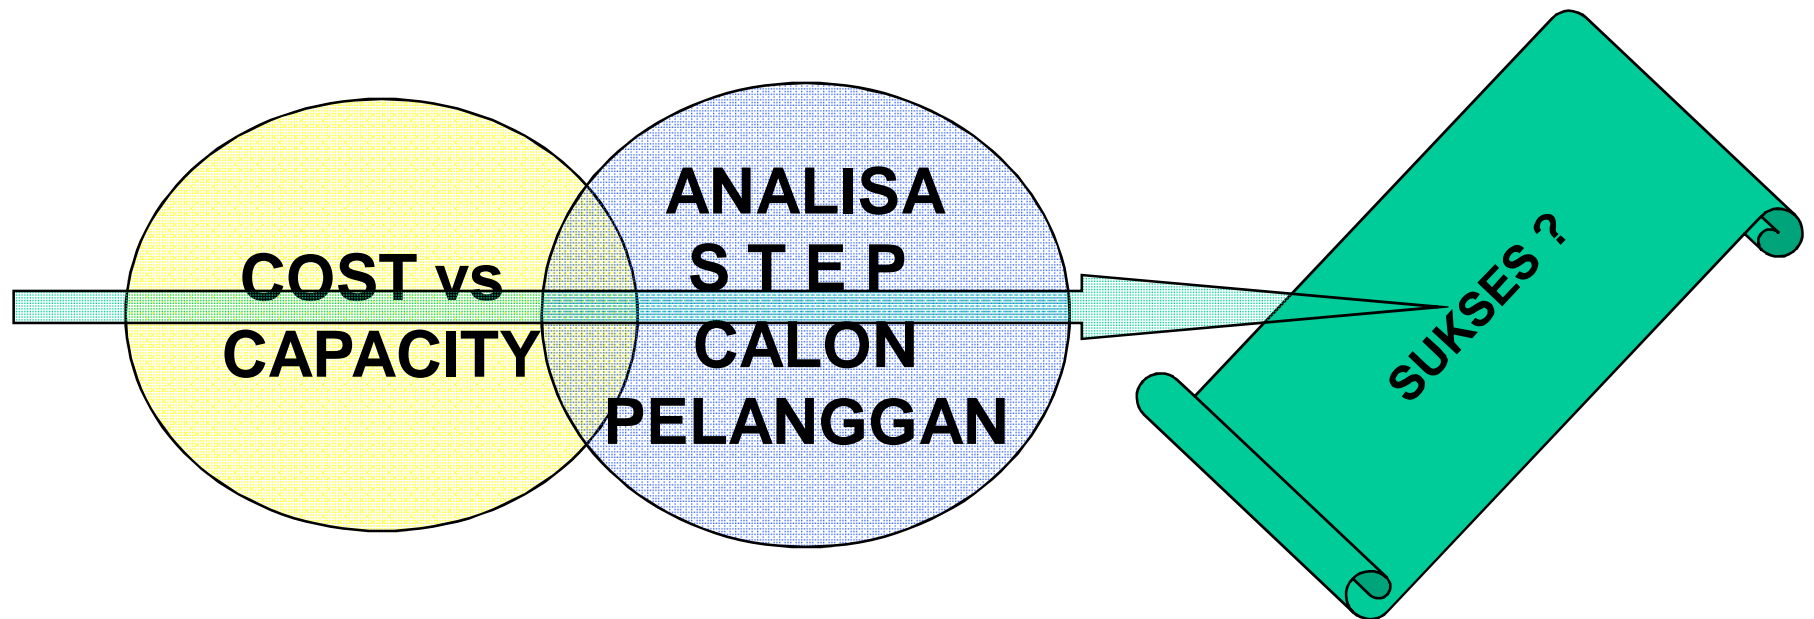 COST vs
CAPACITY
ANALISA
S T E P
CALON
PELANGGAN
SUKSES ?